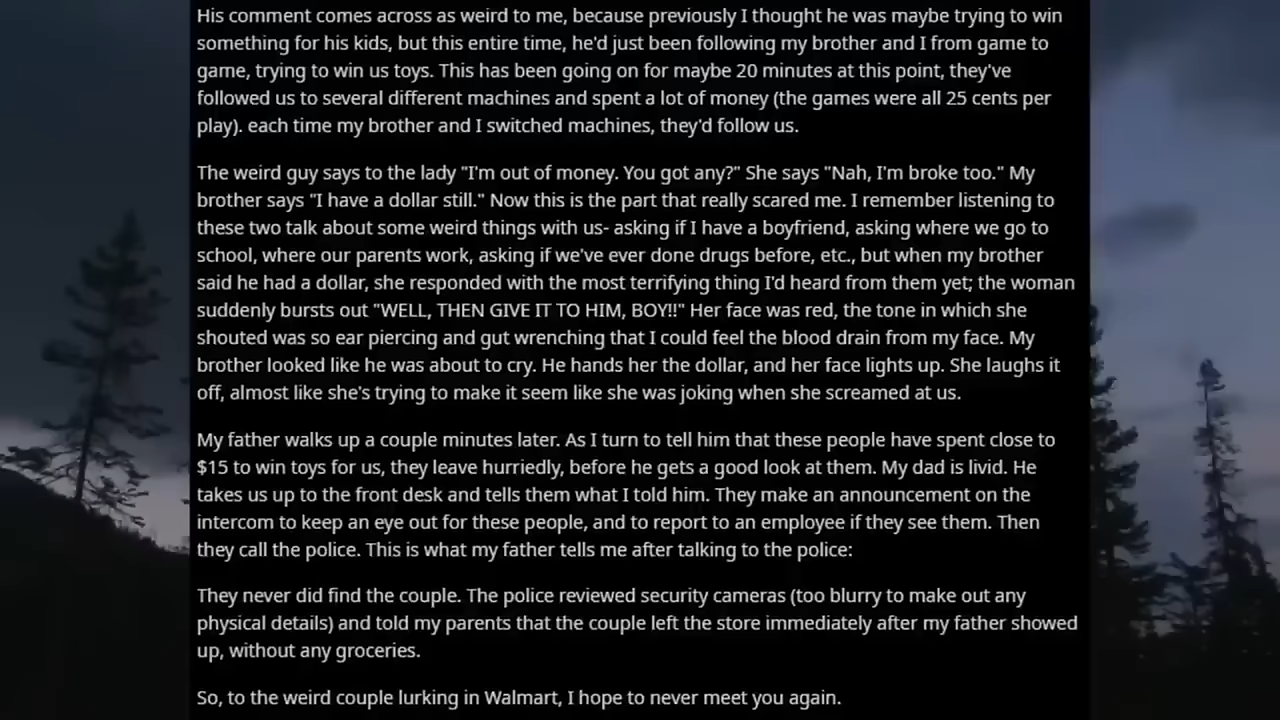 His comment comes across as weird to me, because previously I thought he was maybe trying to win
something for his kids, but this entire time, he'd just been following my brother and I from game to
game, trying to win us toys. This has been going on for maybe 20 minutes at this point, they've
followed us to several different machines and spent a lot of money (the games were all 25 cents per
play). each time my brother and I switched machines, they'd follow us.
The weird guy says to the lady "I'm out of money. You got any?" She says "Nah, I'm broke too." My
brother says "I have a dollar still." Now this is the part that really scared me. I remember listening to
these two talk about some weird things with us- asking if I have a boyfriend, asking where we go to
school, where our parents work, asking if we've ever done drugs before, etc., but when my brother
said he had a dollar, she responded with the most terrifying thing I'd heard from them yet; the woman
suddenly bursts out "WELL, THEN GIVE IT TO HIM, BOY!!" Her face was red, the tone in which she
shouted was so ear piercing and gut wrenching that I could feel the blood drain from my face. My
brother looked like he was about to cry. He hands her the dollar, and her face lights up. She laughs it
off, almost like she's trying to make it seem like she was joking when she screamed at us.
My father walks up a couple minutes later. As I turn to tell him that these people have spent close to
$15 to win toys for us, they leave hurriedly, before he gets a good look at them. My dad is livid. He
takes us up to the front desk and tells them what I told him. They make an announcement on the
intercom to keep an eye out for these people, and to report to an employee if they see them. Then
they call the police. This is what my father tells me after talking to the police:
They never did find the couple. The police reviewed security cameras (too blurry to make out any
physical details) and told my parents that the couple left the store immediately after my father showed
up, without any groceries.
So, to the weird couple lurking in Walmart, I hope to never meet you again.